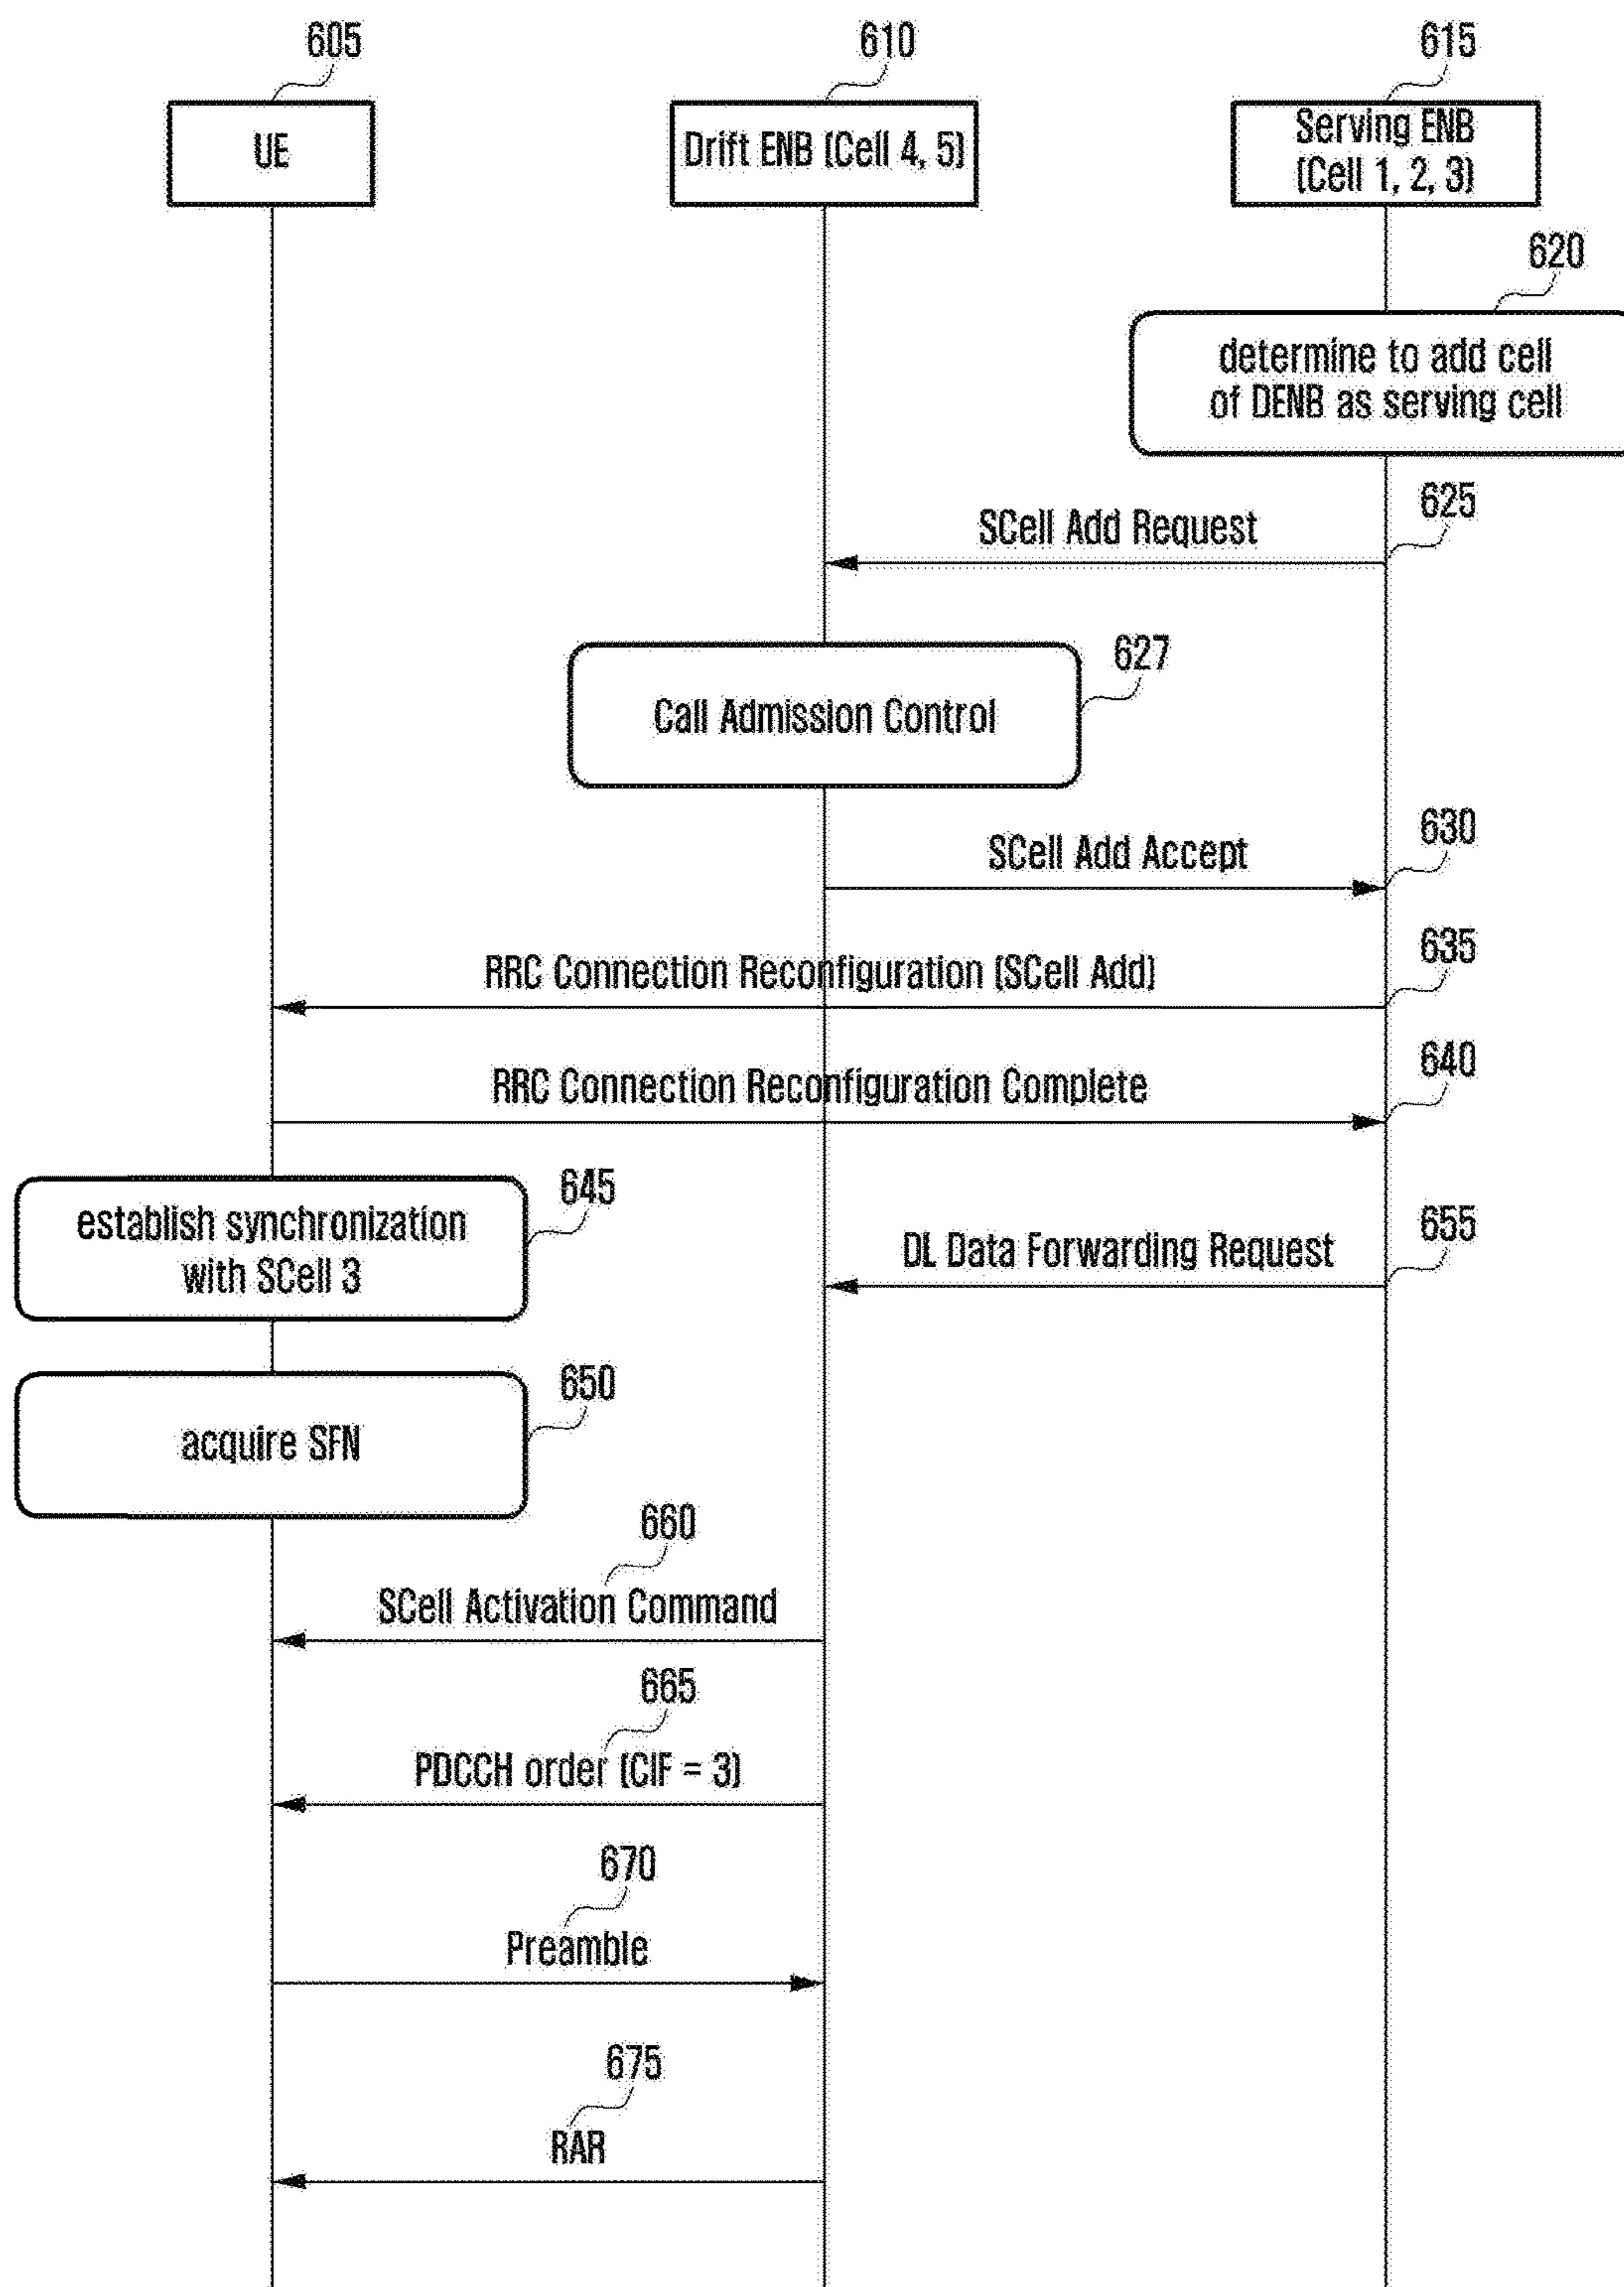 605
610
615
UE
Drift ENB (Cell 4, 5)
Serving ENB
(Cell 1, 2, 3)
620
determine to add cell
of DENB as serving cell
625
SCell Add Request
627
Call Admission Control
630
SCell Add Accept
635
RRC Connection Reconfiguration (SCell Add)
640
RRC Connection Reconfiguration Complete
645
establish synchronization
with SCell 3
655
DL Data Forwarding Request
650
acquire SFN
660
SCell Activation Command
665
PDCCH order (CIF = 3)
670
Preamble
675
RAR